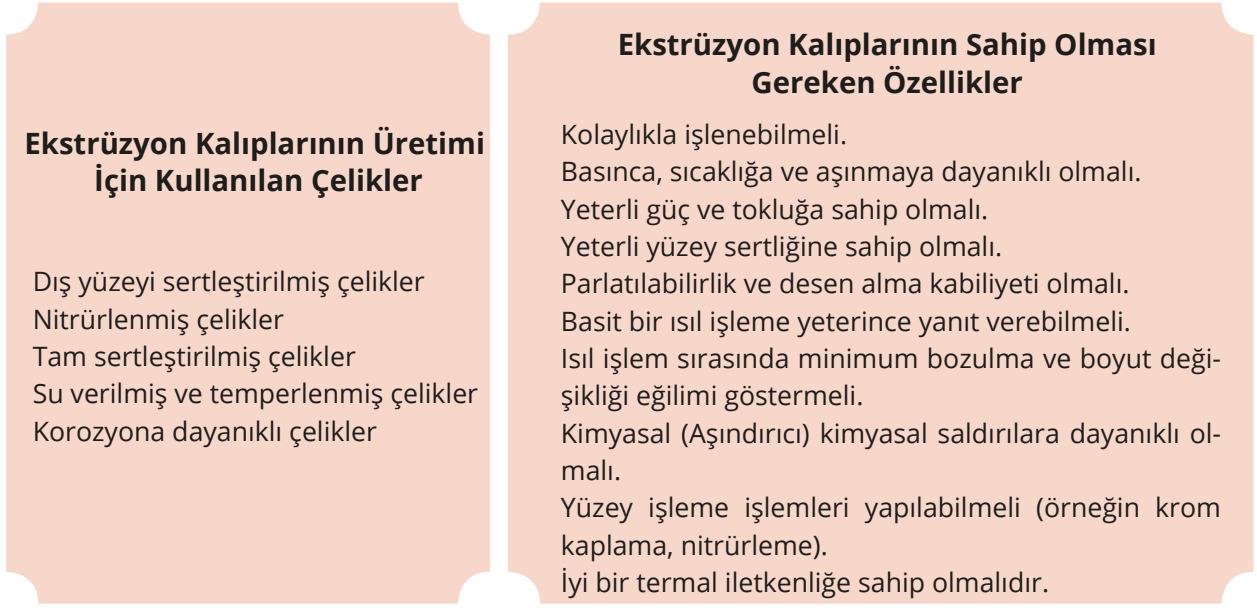 Ekstrüzyon Kalıplarının Üretimi
İçin Kullanılan Çelikler
Dış yüzeyi sertleştirilmiş çelikler
Nitrürlenmiş çelikler
Tam sertleştirilmiş çelikler
Su verilmiş ve temperlenmiş çelikler
Korozyona dayanıklı çelikler
Ekstrüzyon Kalıplarının Sahip Olması
Gereken Özellikler
Kolaylıkla işlenebilmeli.
Basınca, sıcaklığa ve aşınmaya dayanıklı olmalı.
Yeterli güç ve tokluğa sahip olmalı.
Yeterli yüzey sertliğine sahip olmalı.
Parlatılabilirlik ve desen alma kabiliyeti olmalı.
Basit bir ısıl işleme yeterince yanıt verebilmeli.
Isıl işlem sırasında minimum bozulma ve boyut deği-
şikliği eğilimi göstermeli.
Kimyasal (Aşındırıcı) kimyasal saldırılara dayanıklı ol-
malı.
Yüzey işleme işlemleri yapılabilmeli (örneğin krom
kaplama, nitrürleme).
İyi bir termal iletkenliğe sahip olmalıdır.